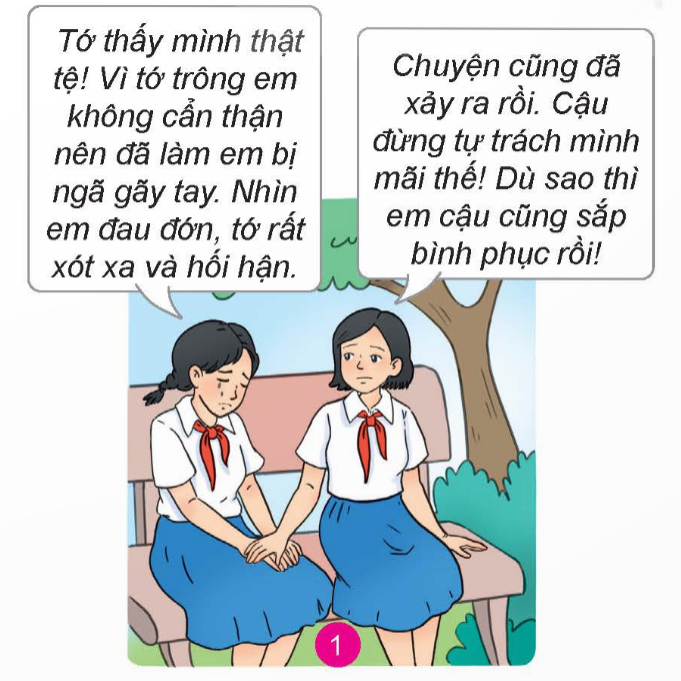 Tớ thấy mình thật
tệ! Vì tớ trông em
không cẩn thận
nên đã làm em bị
ngã gãy tay. Nhìn
em đau đớn, tớ rất
xót xa và hối hận.
Chuyện cũng đã
xảy ra rồi. Cậu
đừng tự trách mình
mãi thế! Dù sao thì
em cậu cũng sắp
bình phục rồi!
1